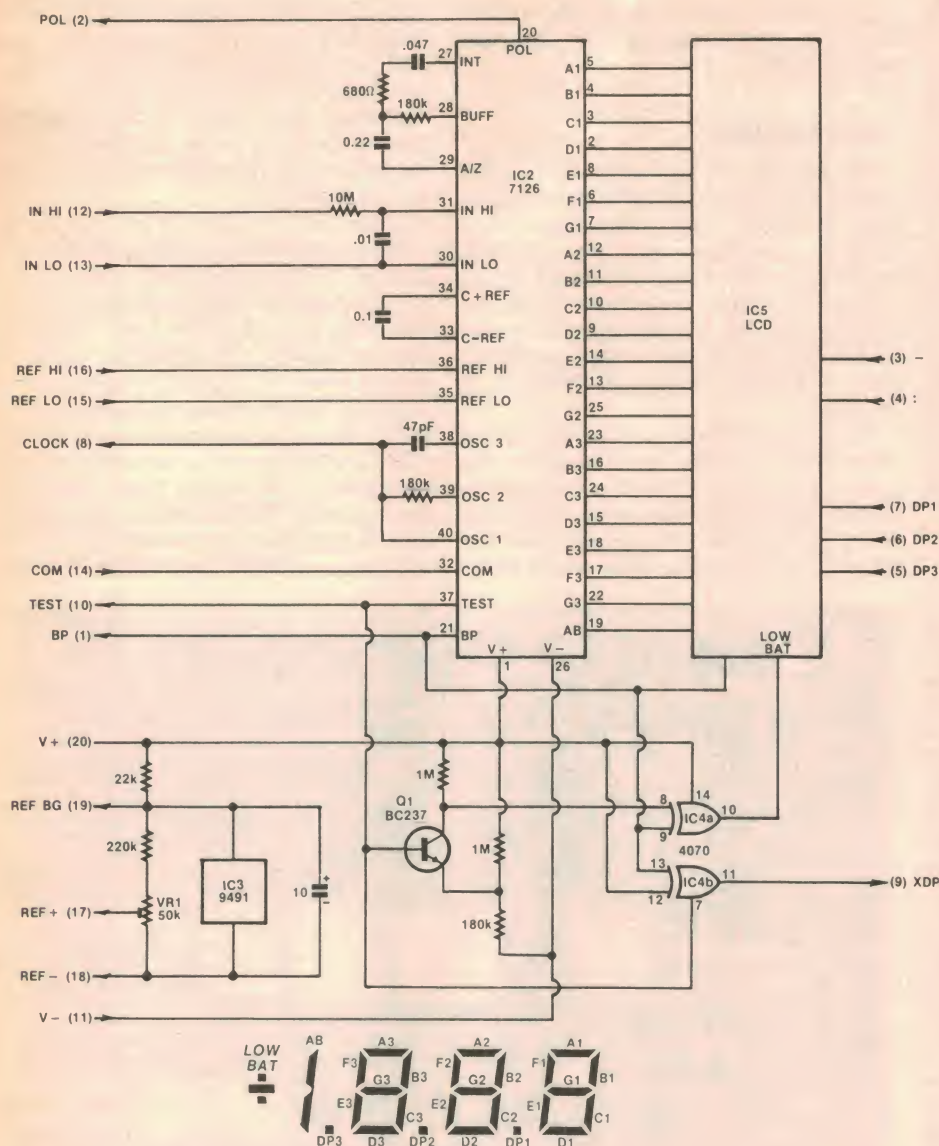 POL (2)
20
POL
.047
27
INT
A1
5
680Ω
180k
28
BUFF
B1
4
C1
3
0.22
29
A/Z
D1
2
IC2
7126
E1
8
10M
31
IN HI (12)
IN HI
F1
6
G1
7
.01
A2
12
IN LO (13)
30
IN LO
B2
11
34
C+REF
C2
10
IC5
LCD
0.1
33
C-REF
D2
9
E2
14
(3) -
REF HI (16)
36
REF HI
F2
13
REF LO (15)
35
REF LO
G2
25
(4) :
CLOCK (8)
47pF
38
OSC 3
A3
23
B3
16
180k
39
OSC 2
C3
24
(7) DP1
40
OSC 1
D3
15
(6) DP2
E3
18
COM (14)
32
COM
F3
17
(5) DP3
TEST (10)
37
TEST
G3
22
BP (1)
21
BP
AB
19
LOW
BAT
V+
V-
1
26
V+ (20)
22k
1M
14
REF BG (19)
Q1
BC237
8
IC4a
10
9
220k
1M
4070
IC3
9491
10
+
-
13
IC4b
11
(9) XDP
12
7
REF+ (17)
VR1
50k
180k
REF- (18)
V- (11)
LOW
BAT
AB
A3
A2
A1
F3
B3
F2
B2
F1
B1
G3
G2
G1
E3
C3
E2
C2
E1
C1
DP3
D3
DP2
D2
DP1
D1